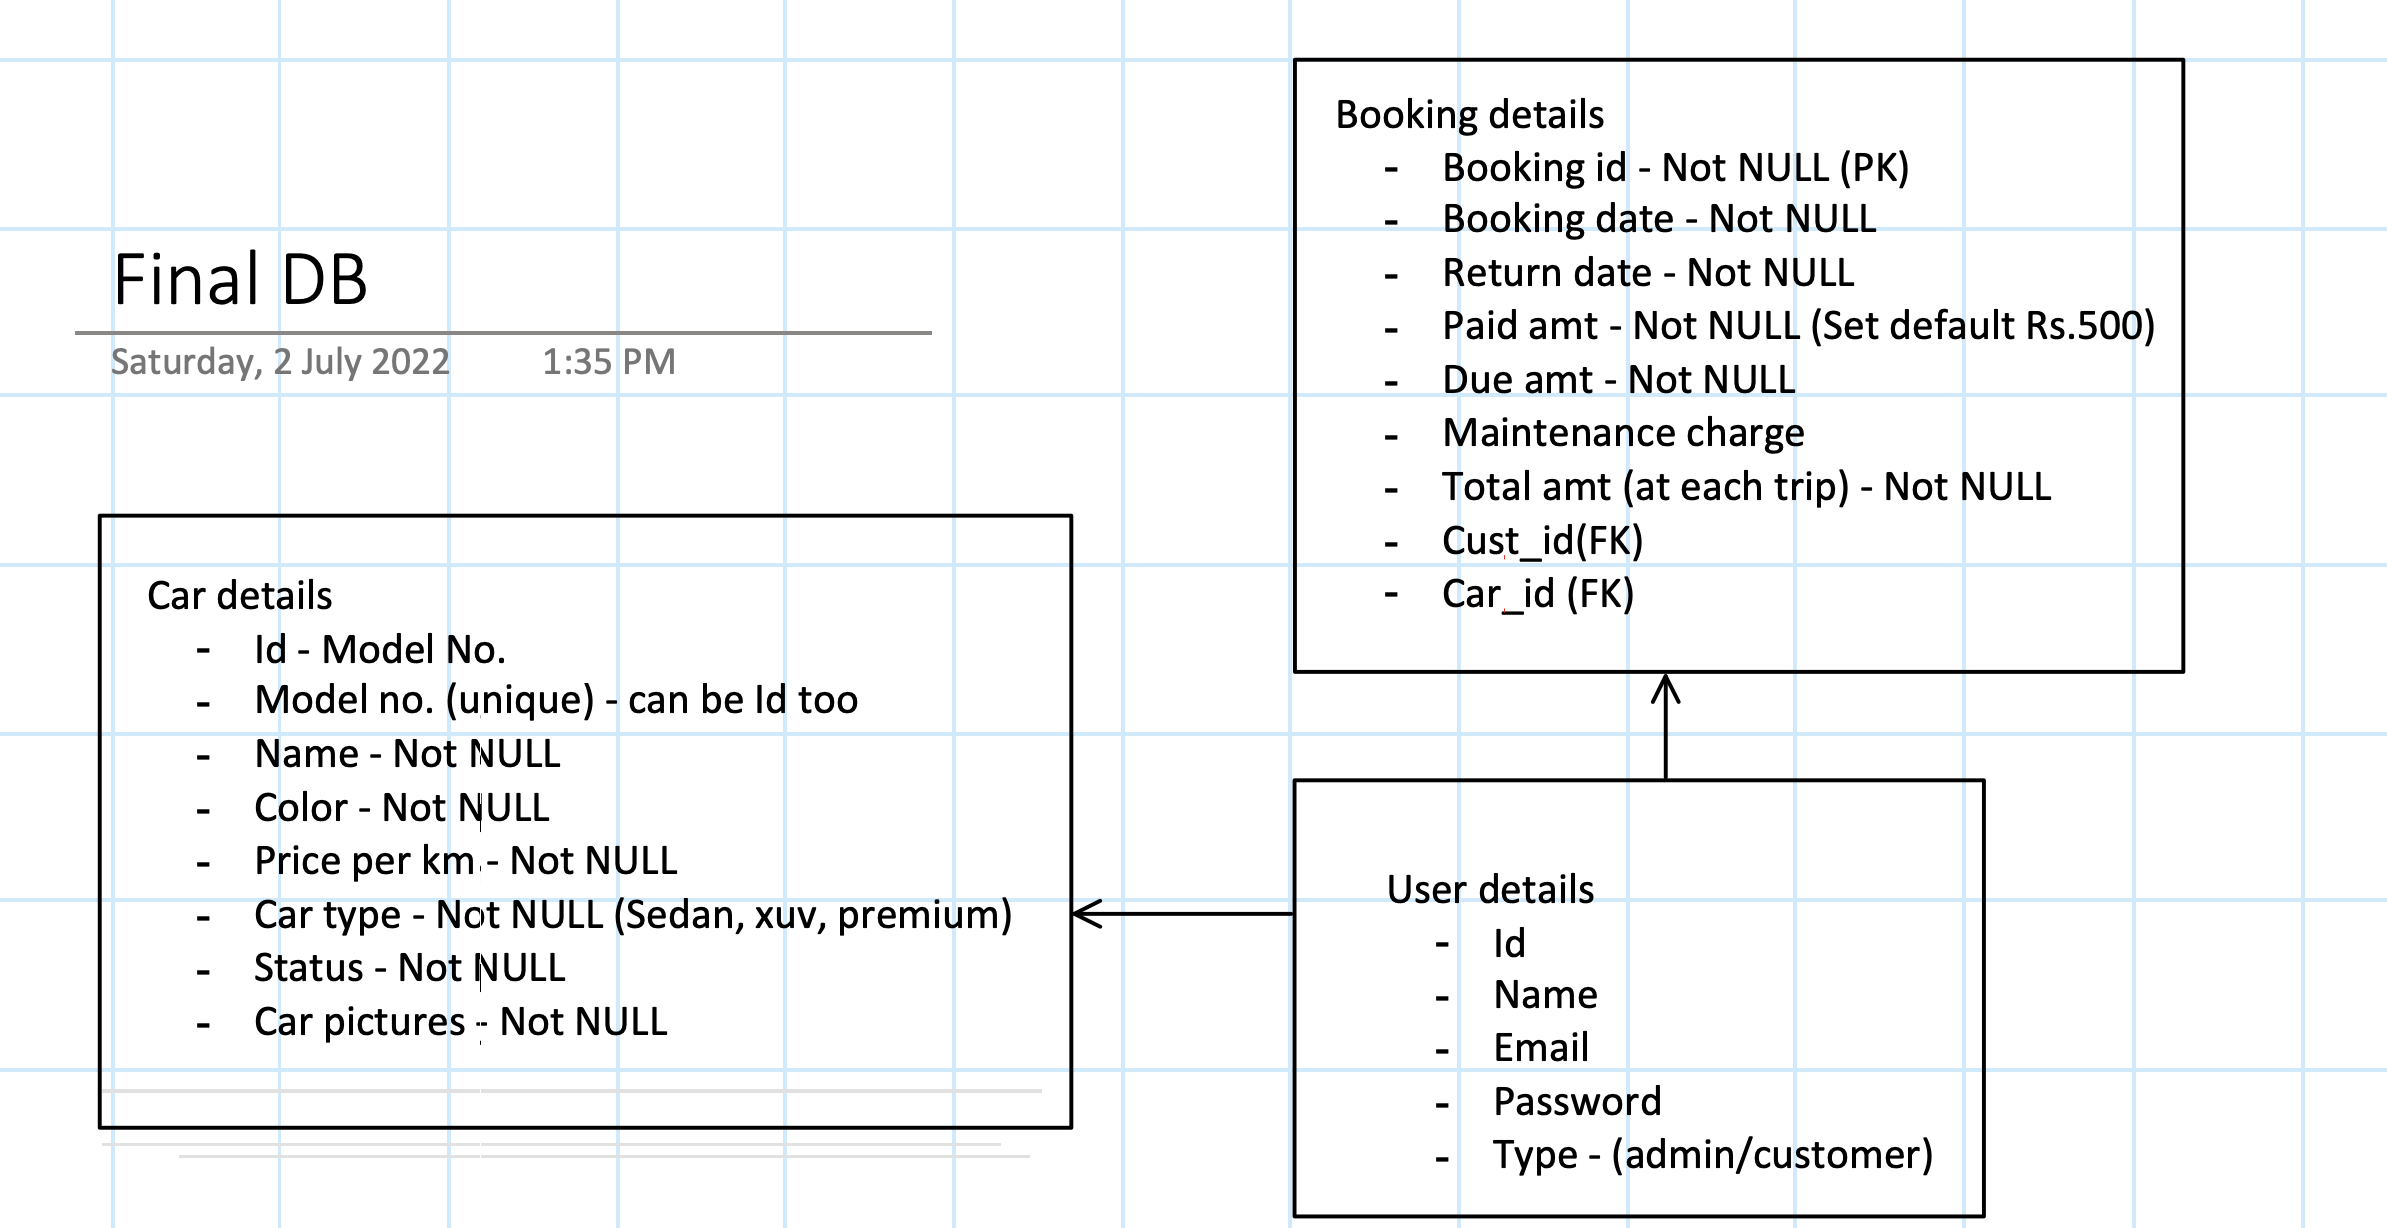 Final DB
Saturday, 2 July 2022 1:35 PM
Booking details
- Booking id - Not NULL (PK)
- Booking date - Not NULL
- Return date - Not NULL
- Paid amt - Not NULL (Set default Rs.500)
- Due amt - Not NULL
- Maintenance charge
- Total amt (at each trip) - Not NULL
- Cust_id(FK)
- Car_id (FK)
Car details
- Id - Model No.
- Model no. (unique) - can be Id too
- Name - Not NULL
- Color - Not NULL
- Price per km - Not NULL
- Car type - Not NULL (Sedan, xuv, premium)
- Status - Not NULL
- Car pictures - Not NULL
User details
- Id
- Name
- Email
- Password
- Type - (admin/customer)